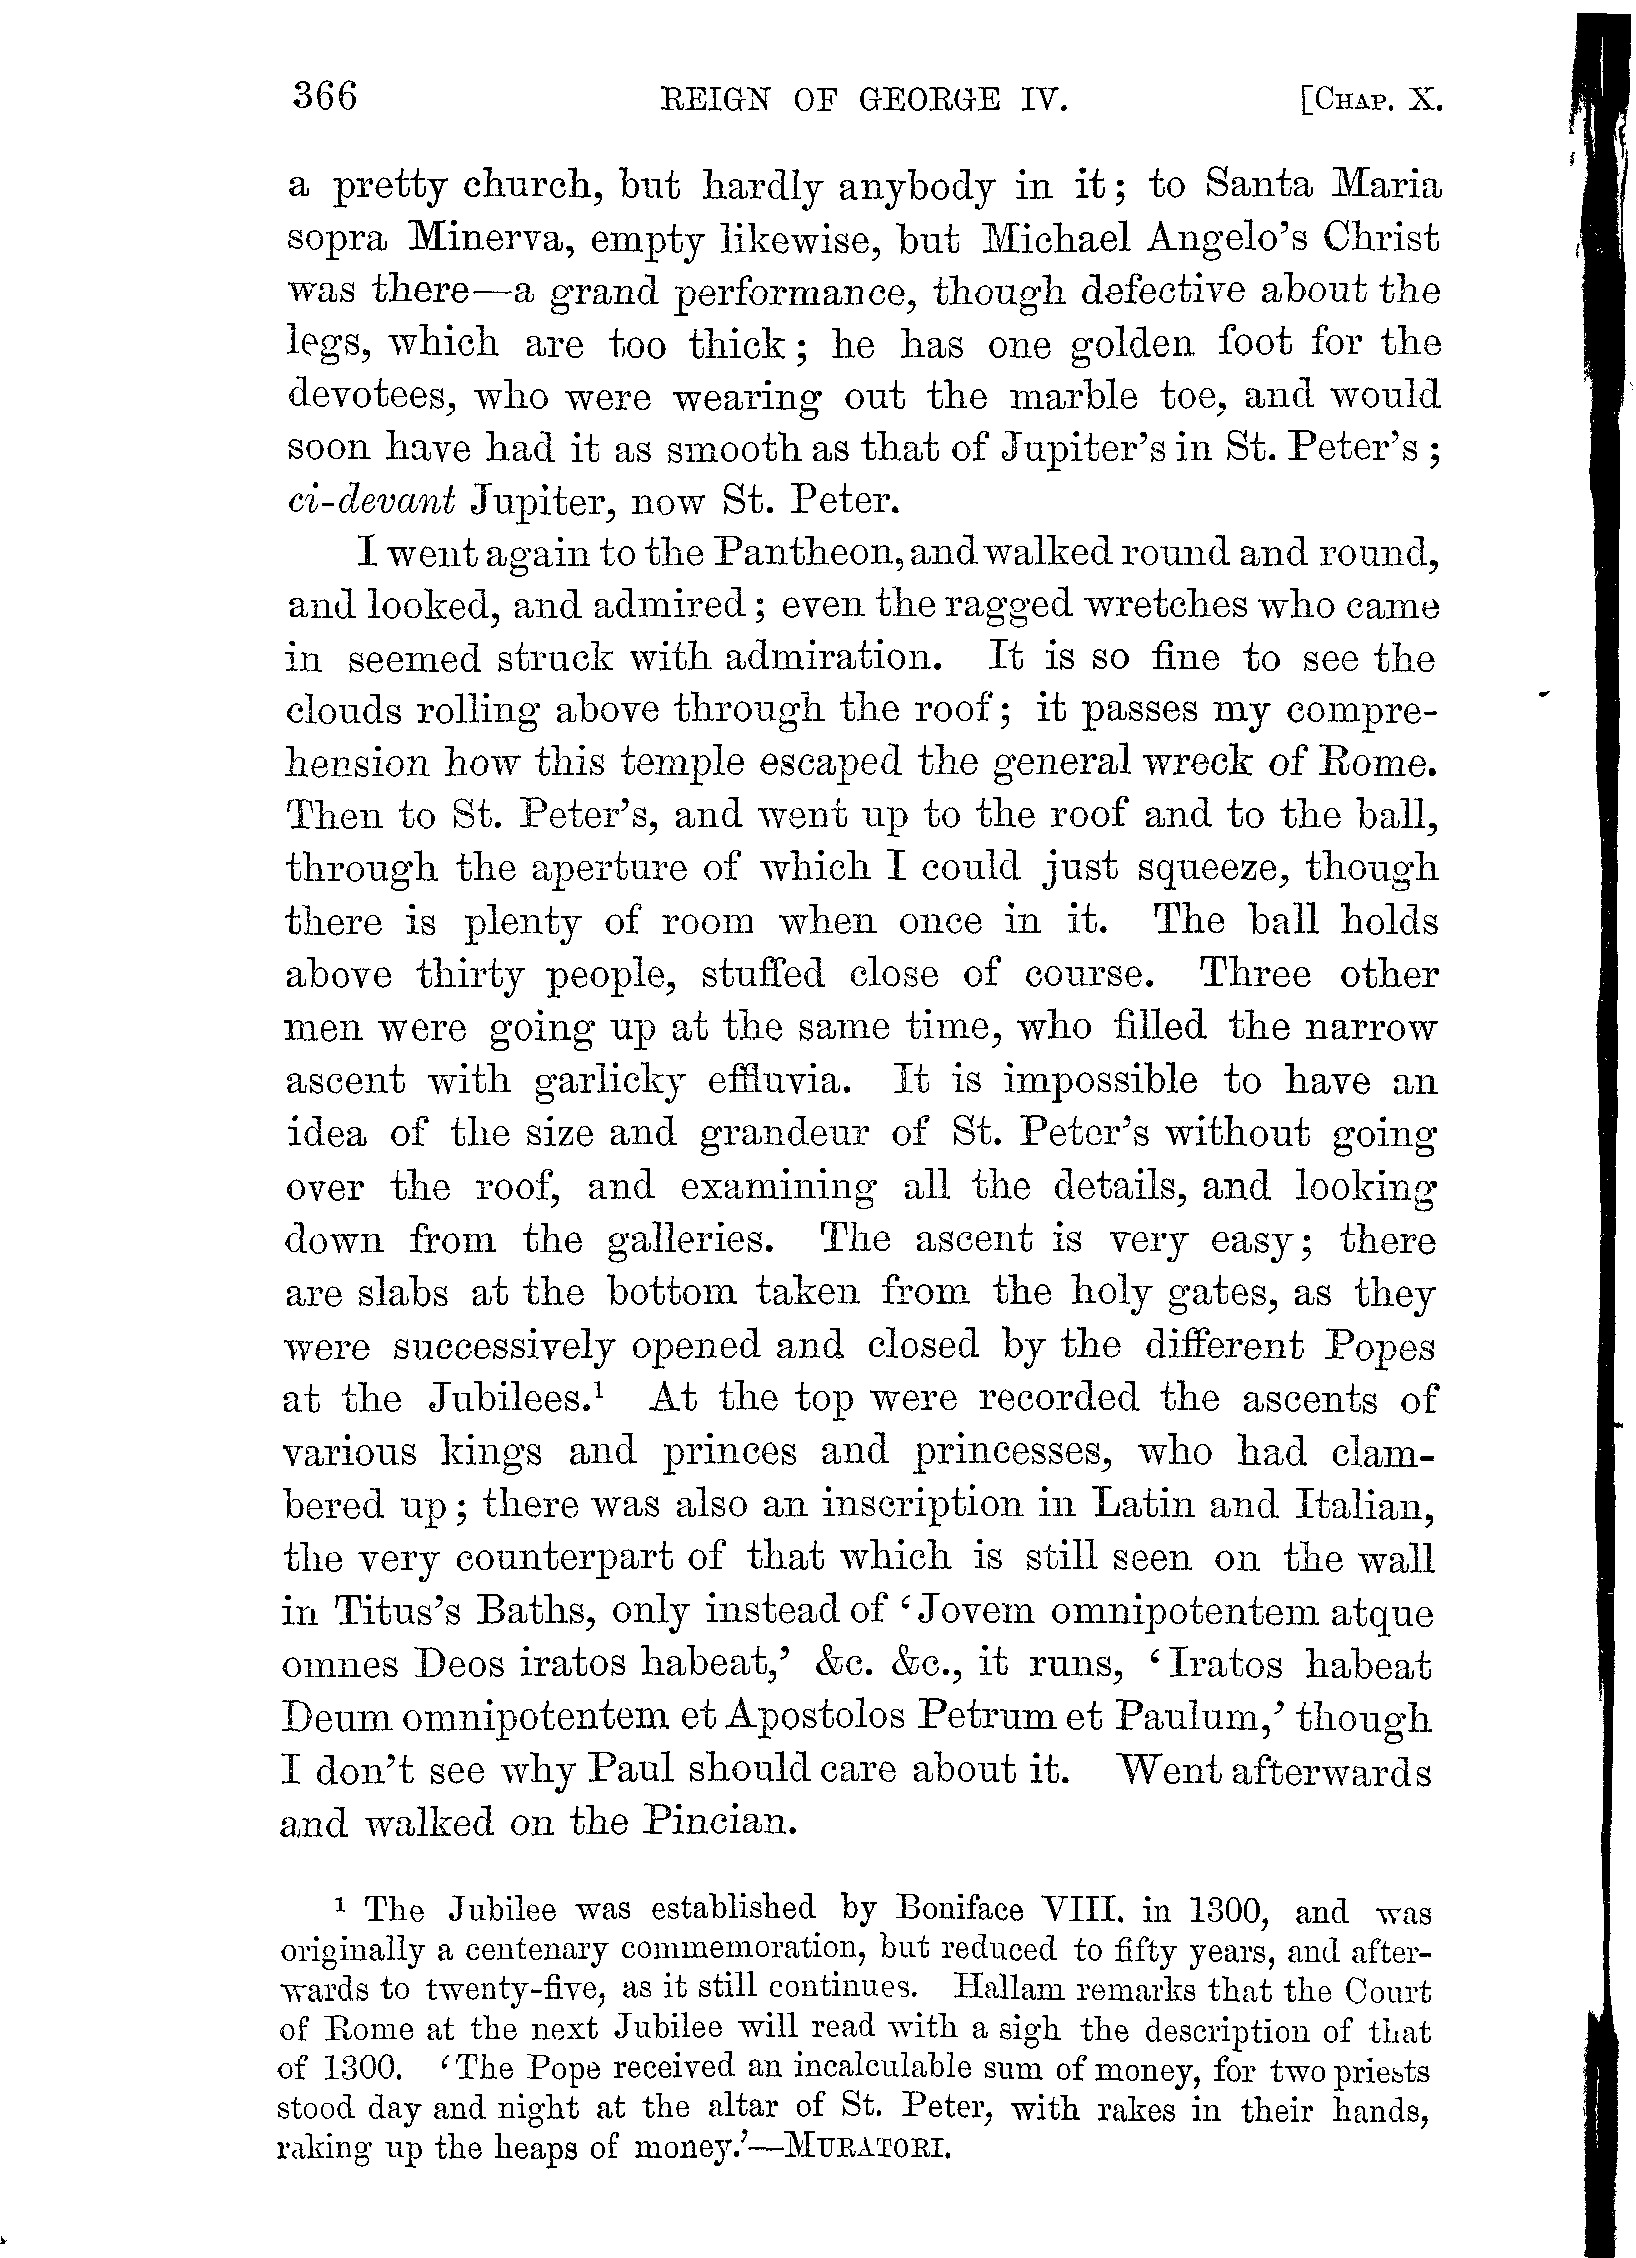 366 REIGN OF GEORGE IV. [CHAP. X.
a pretty church, but hardly anybody in it; to Santa Maria
sopra Minerva, empty likewise, but Michael Angelo's Christ
was there—a grand performance, though defective about the
legs, which are too thick; he has one golden foot for the
devotees, who were wearing out the marble toe, and would
soon have had it as smooth as that of Jupiter's in St. Peter's;
ci-devant Jupiter, now St. Peter.
I went again to the Pantheon, and walked round and round,
and looked, and admired; even the ragged wretches who came
in seemed struck with admiration. It is so fine to see the
clouds rolling above through the roof; it passes my compre-
hension how this temple escaped the general wreck of Rome.
Then to St. Peter's, and went up to the roof and to the ball,
through the aperture of which I could just squeeze, though
there is plenty of room when once in it. The ball holds
above thirty people, stuffed close of course. Three other
men were going up at the same time, who filled the narrow
ascent with garlicky effluvia. It is impossible to have an
idea of the size and grandeur of St. Peter's without going
over the roof, and examining all the details, and looking
down from the galleries. The ascent is very easy; there
are slabs at the bottom taken from the holy gates, as they
were successively opened and closed by the different Popes
at the Jubilees.¹ At the top were recorded the ascents of
various kings and princes and princesses, who had clam-
bered up; there was also an inscription in Latin and Italian,
the very counterpart of that which is still seen on the wall
in Titus's Baths, only instead of 'Jovem omnipotentem atque
omnes Deos iratos habeat,' &c. &c., it runs, 'Iratos habeat
Deum omnipotentem et Apostolos Petrum et Paulum,' though
I don't see why Paul should care about it. Went afterwards
and walked on the Pincian.
¹ The Jubilee was established by Boniface VIII. in 1300, and was
originally a centenary commemoration, but reduced to fifty years, and after-
wards to twenty-five, as it still continues. Hallam remarks that the Court
of Rome at the next Jubilee will read with a sigh the description of that
of 1300. 'The Pope received an incalculable sum of money, for two priests
stood day and night at the altar of St. Peter, with rakes in their hands,
raking up the heaps of money.'—MURATORI.